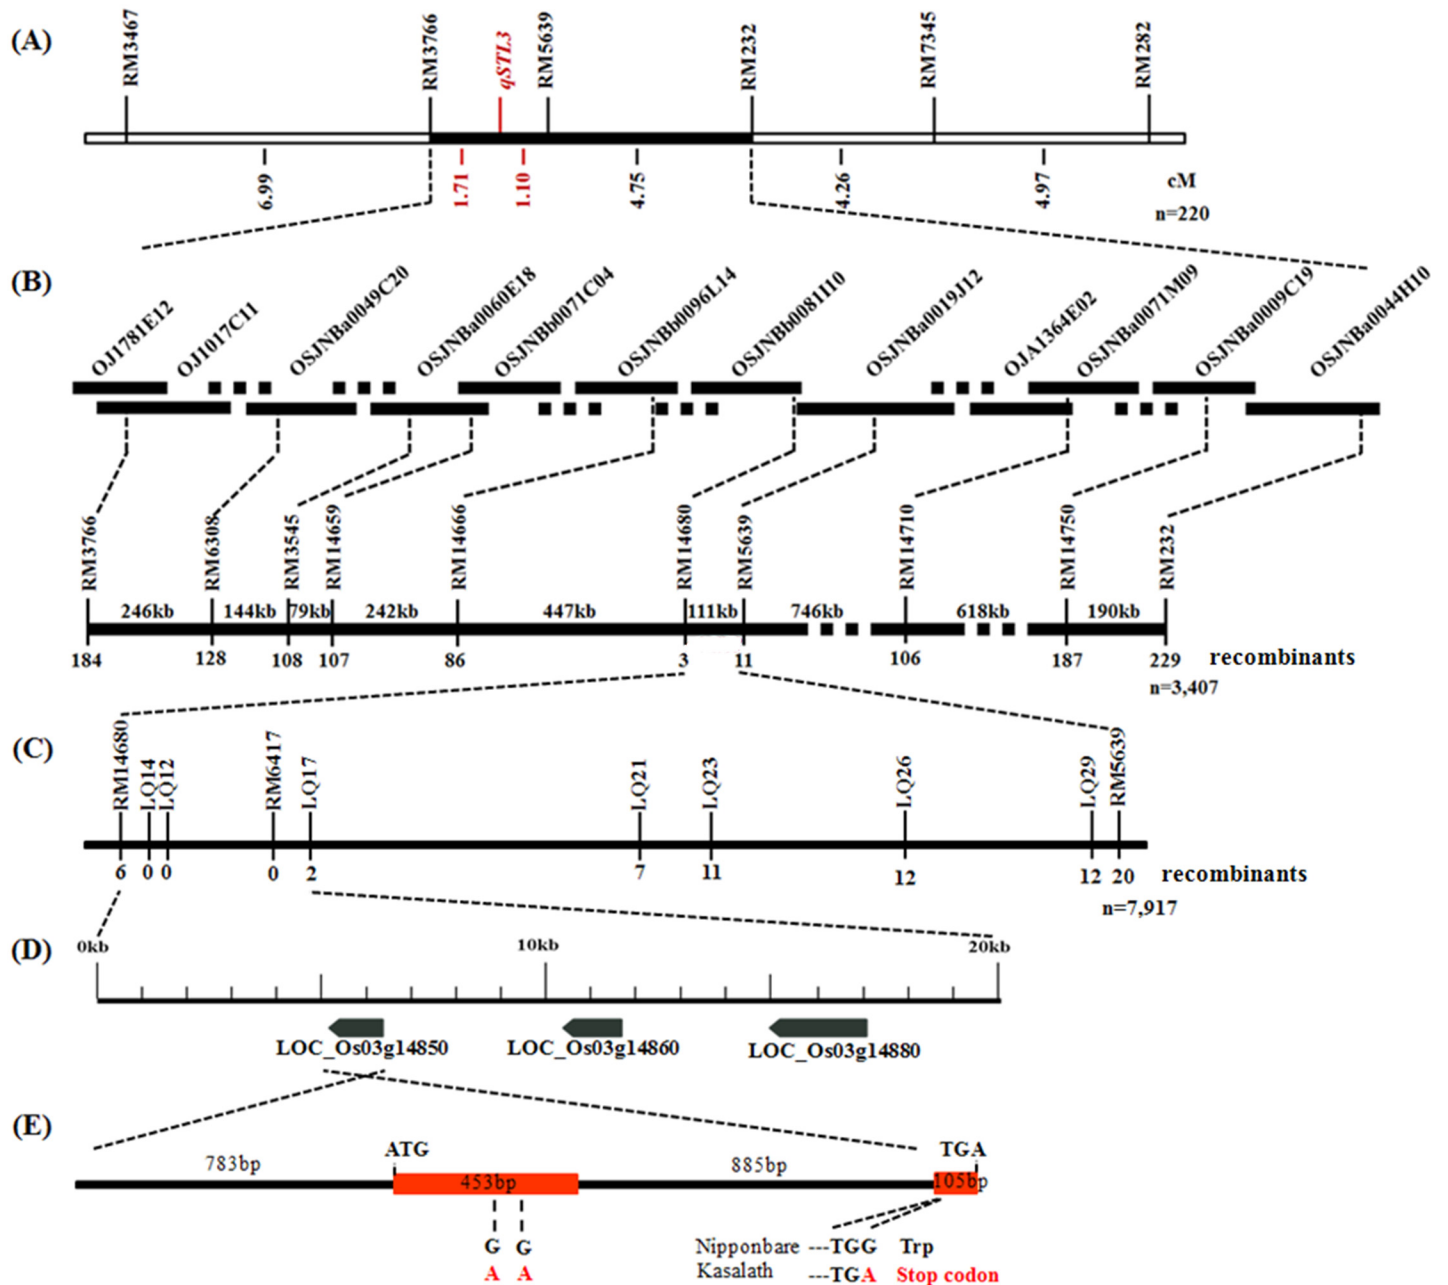 (A)
RM3467
RM3766
qSTL3
RM5639
RM232
RM7345
RM282
6.99
1.71
1.10
4.75
4.26
4.97
cM
n=220
(B)
OJ1781E12
OJ1017C11
OSJNBa0049C20
OSJNBa0060E18
OSJNBb0071C04
OSJNBb0096L14
OSJNBb0081I10
OSJNBa0019J12
OJA1364E02
OSJNBa0071M09
OSJNBa0009C19
OSJNBa0044H10
RM3766
RM6308
RM3545
RM14659
RM14666
RM14680
RM5639
RM14710
RM14750
RM232
246kb 144kb 79kb 242kb 447kb 111kb 746kb 618kb 190kb
184 128 108 107 86 3 11 106 187 229 recombinants
n=3,407
(C)
RM14680
LQ14
LQ12
RM6417
LQ17
LQ21
LQ23
LQ26
LQ29
RM5639
6 0 0 0 2 7 11 12 12 20 recombinants
n=7,917
(D)
0kb 10kb 20kb
LOC_Os03g14850 LOC_Os03g14860 LOC_Os03g14880
(E)
ATG TGA
783bp 453bp 885bp 105bp
G G
A A
Nipponbare ---TGG Trp
Kasalath ---TGA Stop codon